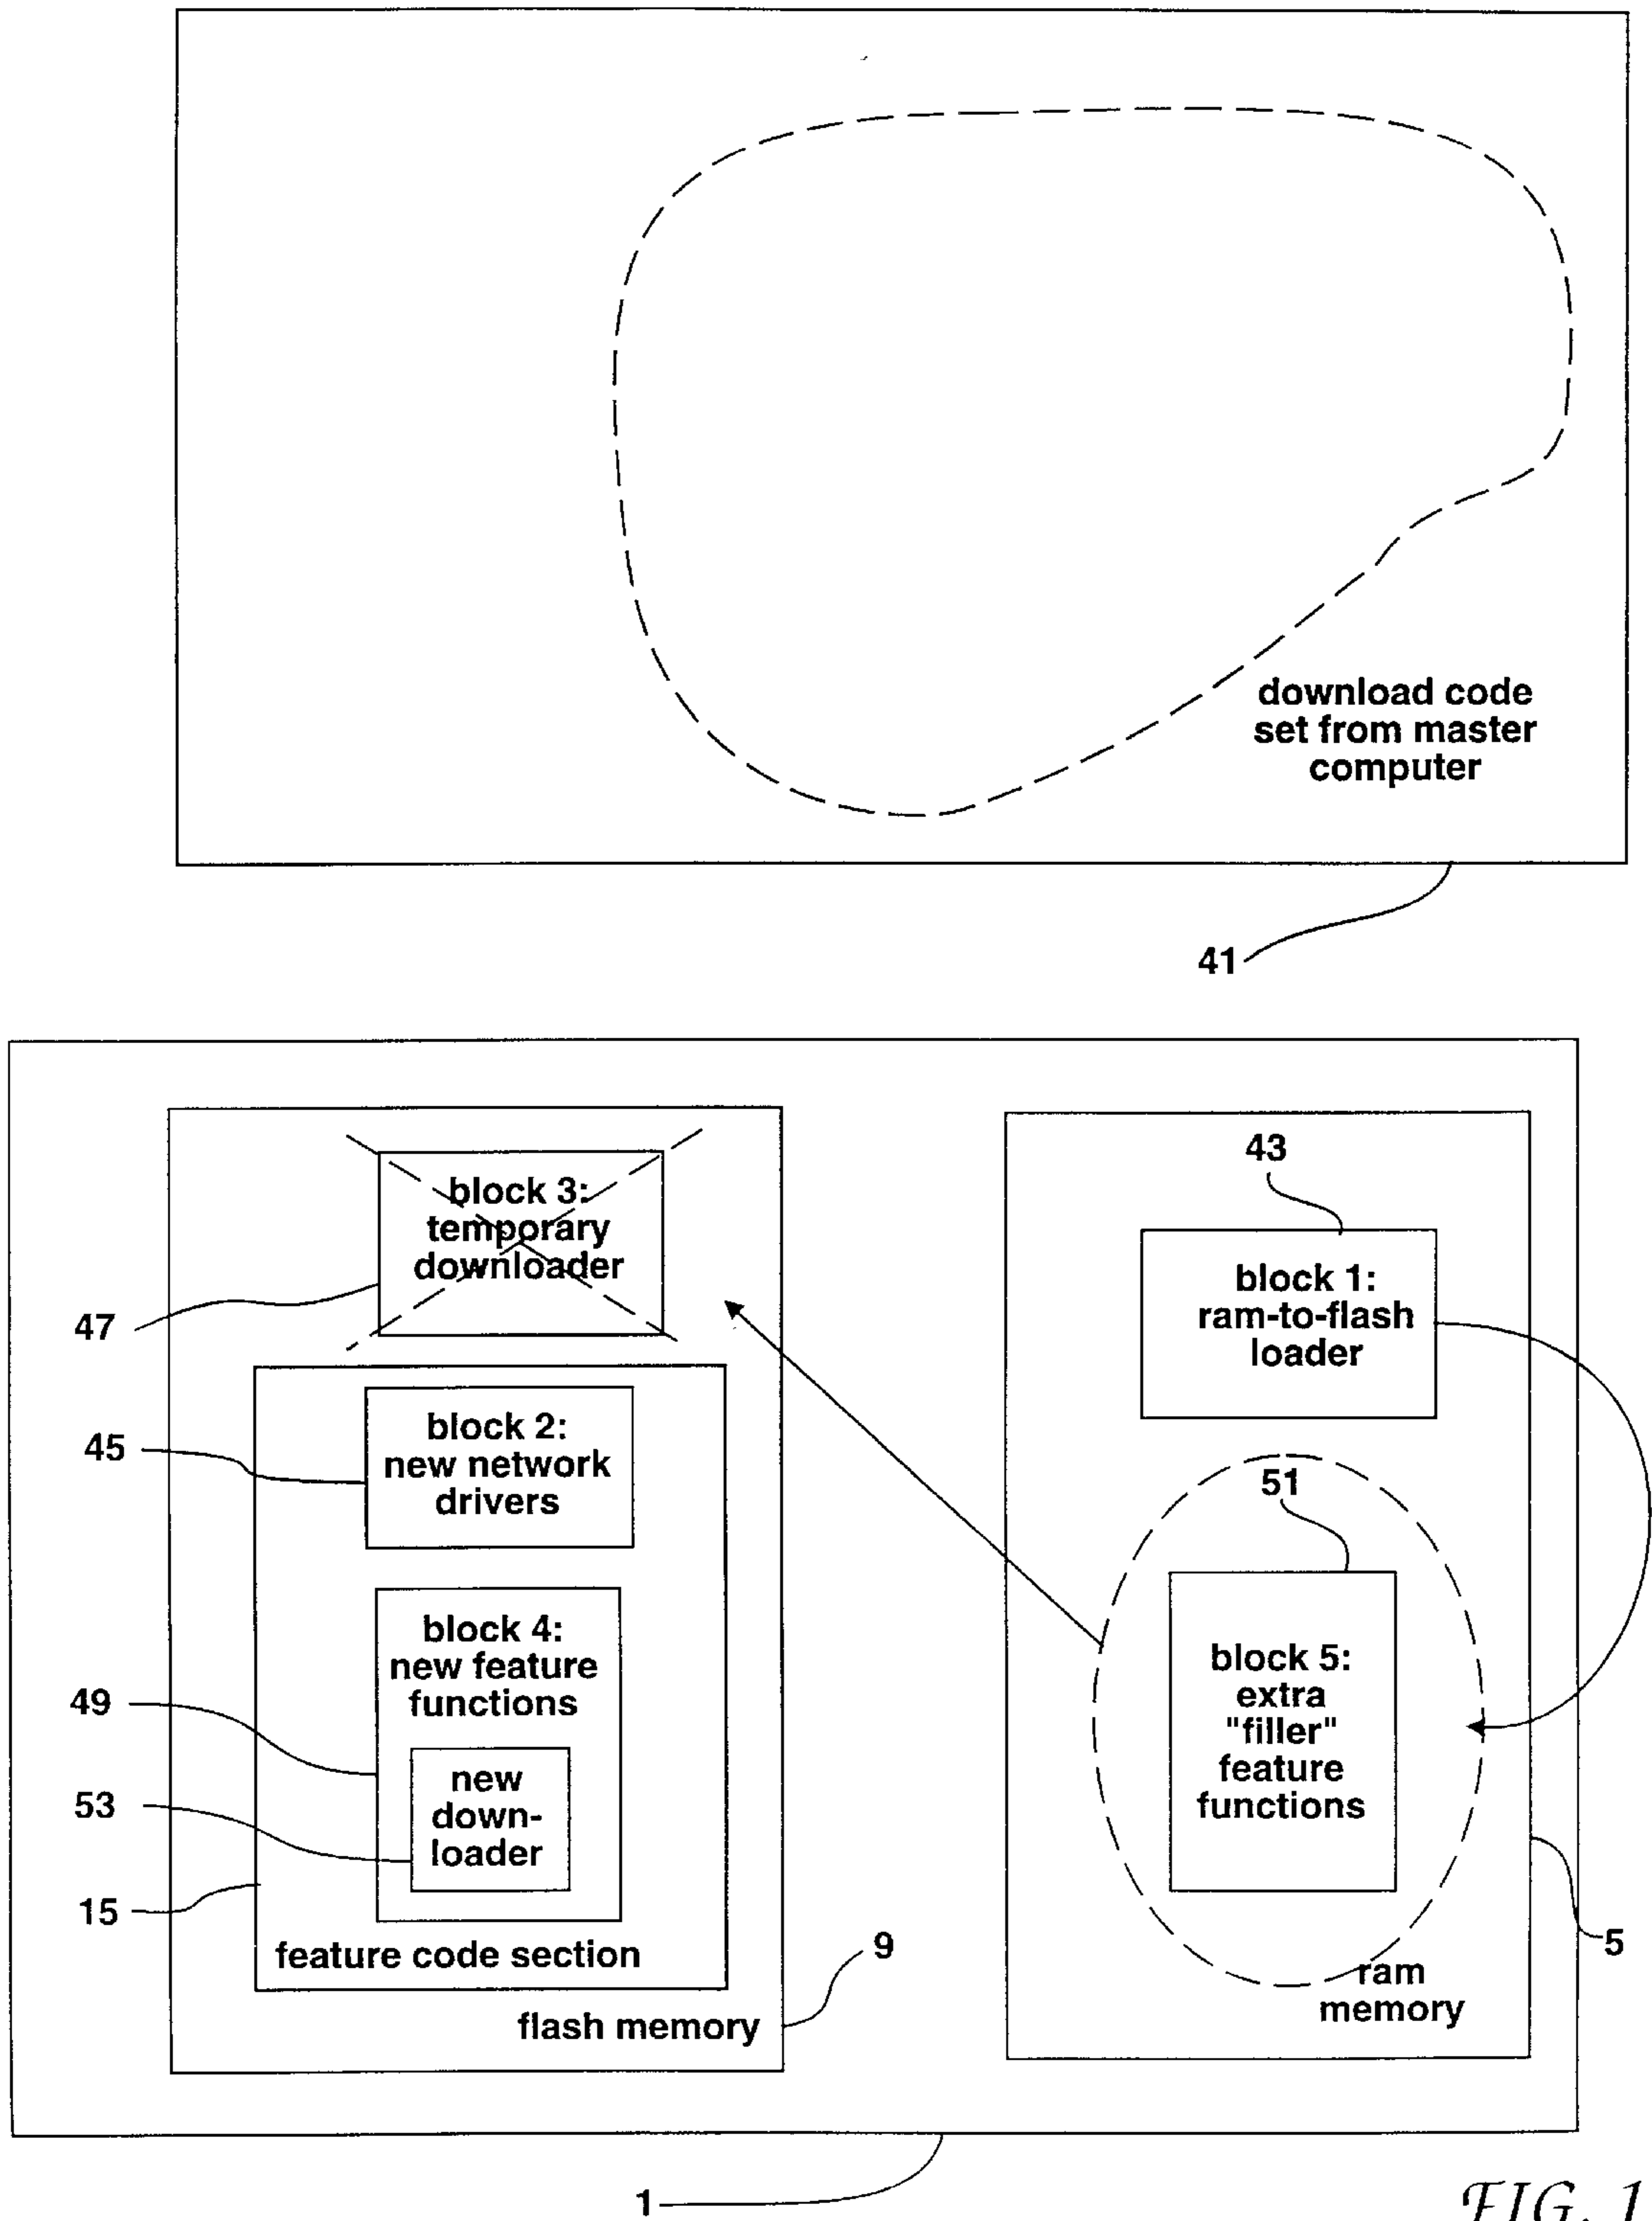 download code
set from master
computer
41
block 3:
temporary
downloader
47
block 2:
new network
drivers
45
block 4:
new feature
functions
49
new
down-
loader
53
15
feature code section
9
flash memory
43
block 1:
ram-to-flash
loader
51
block 5:
extra
"filler"
feature
functions
5
ram
memory
1
FIG. 1